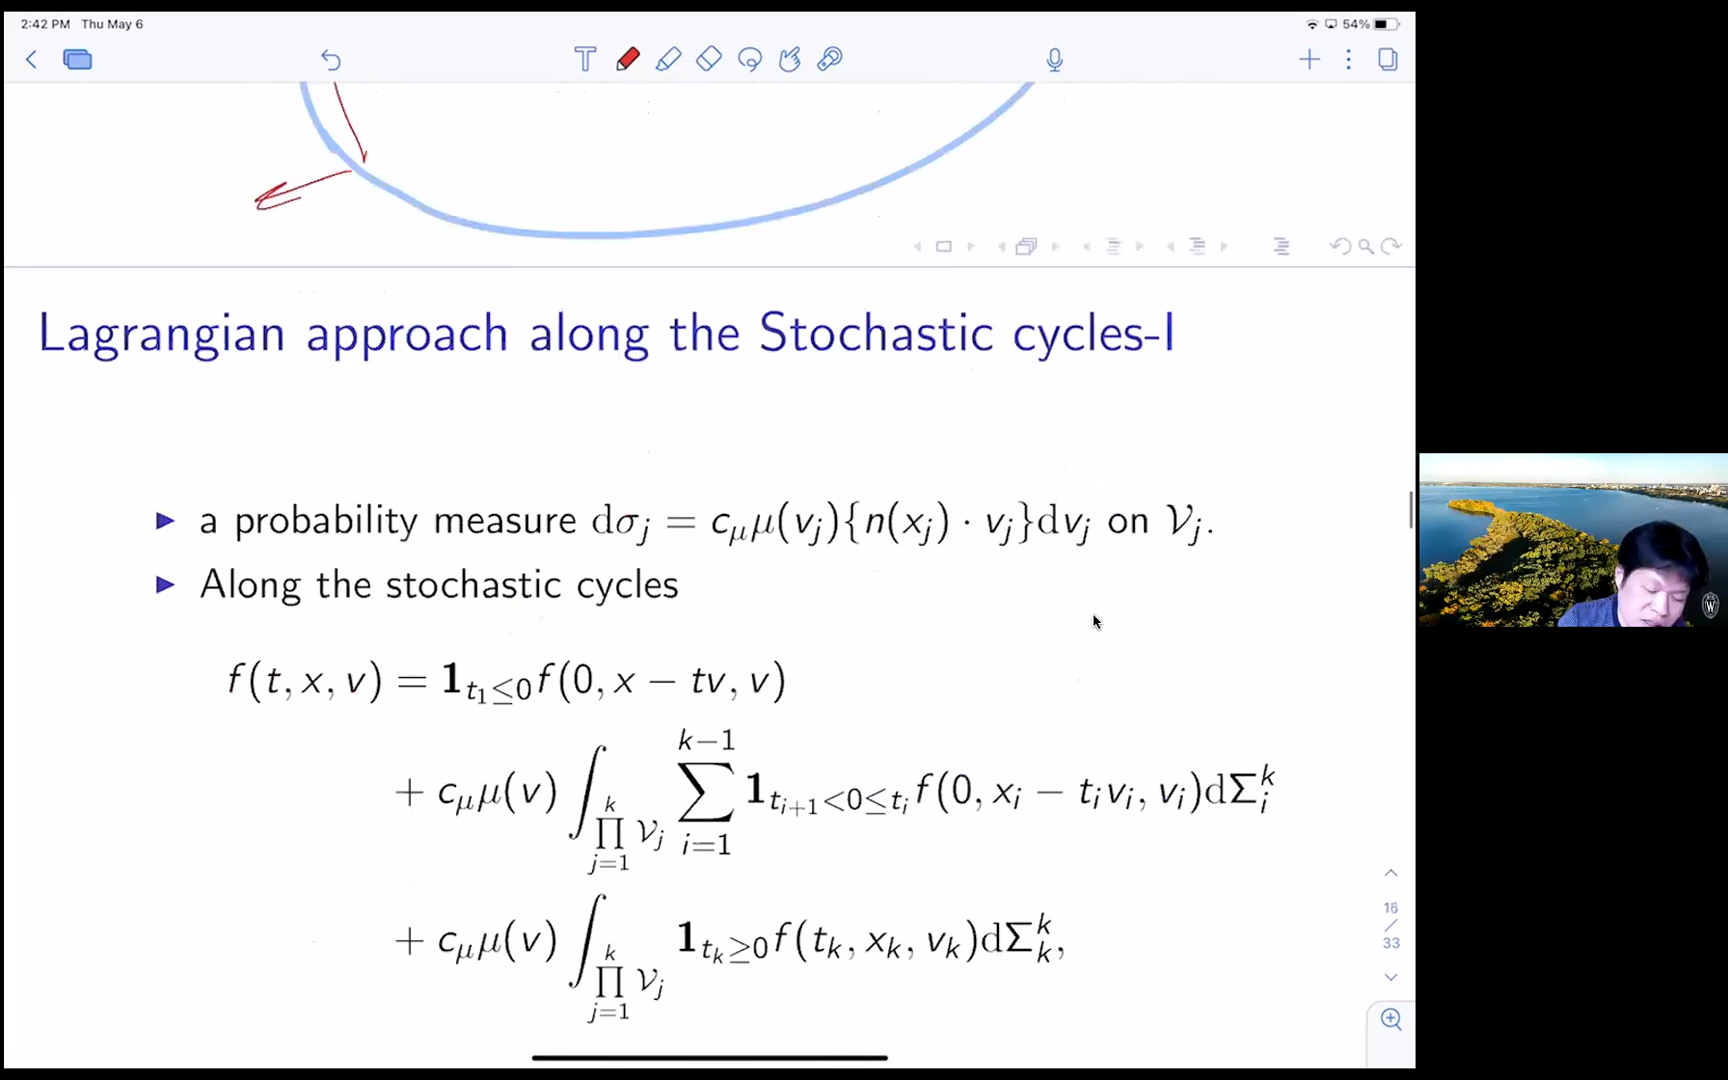 2:42 PM Thu May 6
54%
Lagrangian approach along the Stochastic cycles-I
▶ a probability measure dσ_j = c_μ μ(v_j){n(x_j) · v_j}dv_j on 𝒱_j.
▶ Along the stochastic cycles
f(t, x, v) = 1_{t_1≤0} f(0, x − tv, v)
+ c_μ μ(v) ∫_{∏_{j=1}^{k} 𝒱_j} ∑_{i=1}^{k−1} 1_{t_{i+1}<0≤t_i} f(0, x_i − t_i v_i, v_i)dΣ_i^k
+ c_μ μ(v) ∫_{∏_{j=1}^{k} 𝒱_j} 1_{t_k≥0} f(t_k, x_k, v_k)dΣ_k^k,
16
/
33
W